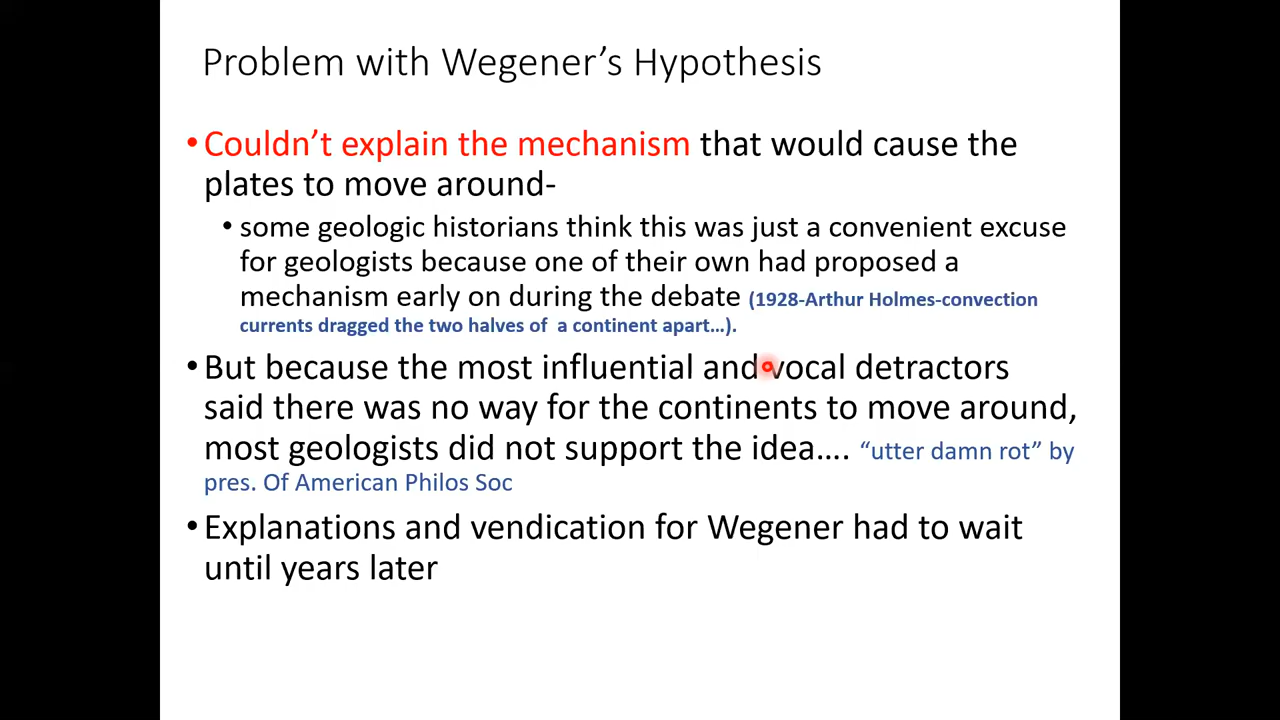 Problem with Wegener’s Hypothesis
•Couldn’t explain the mechanism that would cause the
plates to move around-
• some geologic historians think this was just a convenient excuse
for geologists because one of their own had proposed a
mechanism early on during the debate (1928-Arthur Holmes-convection
currents dragged the two halves of a continent apart…).
•But because the most influential and vocal detractors
said there was no way for the continents to move around,
most geologists did not support the idea…. “utter damn rot” by
pres. Of American Philos Soc
•Explanations and vendication for Wegener had to wait
until years later